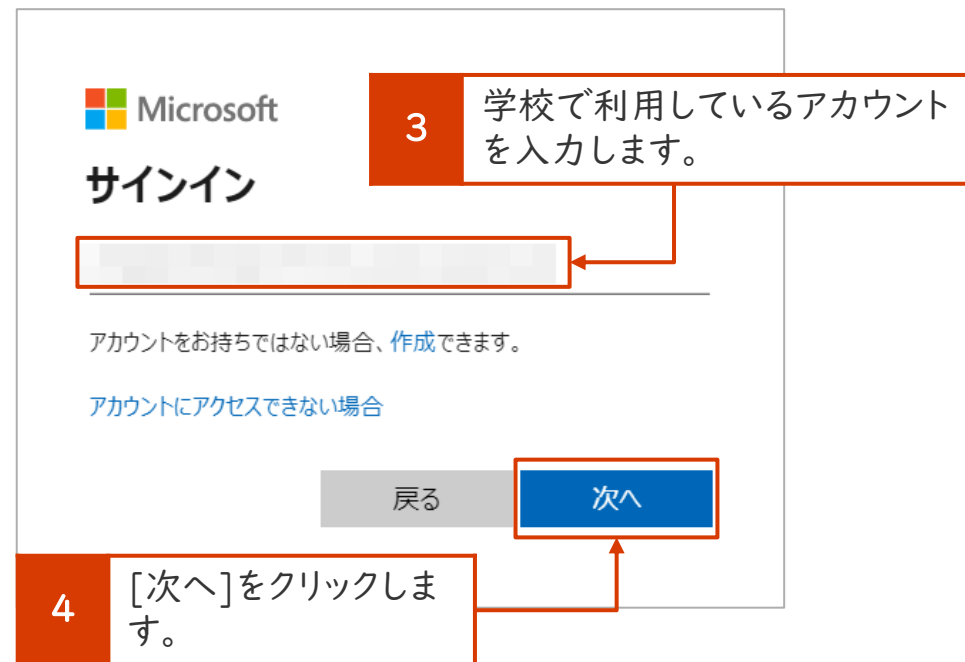 Microsoft
3
学校で利用しているアカウント
を入力します。
サインイン
アカウントをお持ちではない場合、作成できます。
アカウントにアクセスできない場合
戻る
次へ
4
[次へ]をクリックしま
す。